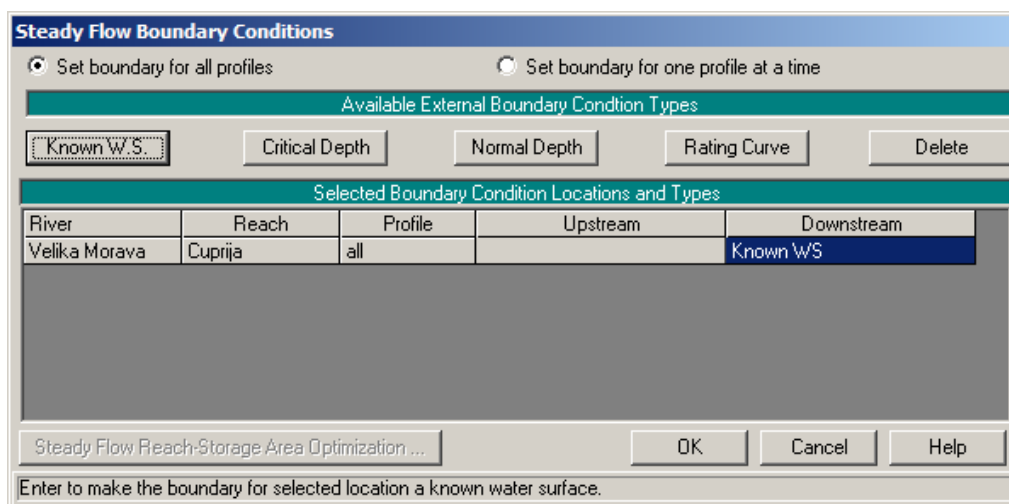 Steady Flow Boundary Conditions
Set boundary for all profiles Set boundary for one profile at a time
Available External Boundary Condtion Types
Known W.S. Critical Depth Normal Depth Rating Curve Delete
Selected Boundary Condition Locations and Types
River Reach Profile Upstream Downstream
Velika Morava Cuprija all Known WS
Steady Flow Reach-Storage Area Optimization ... OK Cancel Help
Enter to make the boundary for selected location a known water surface.